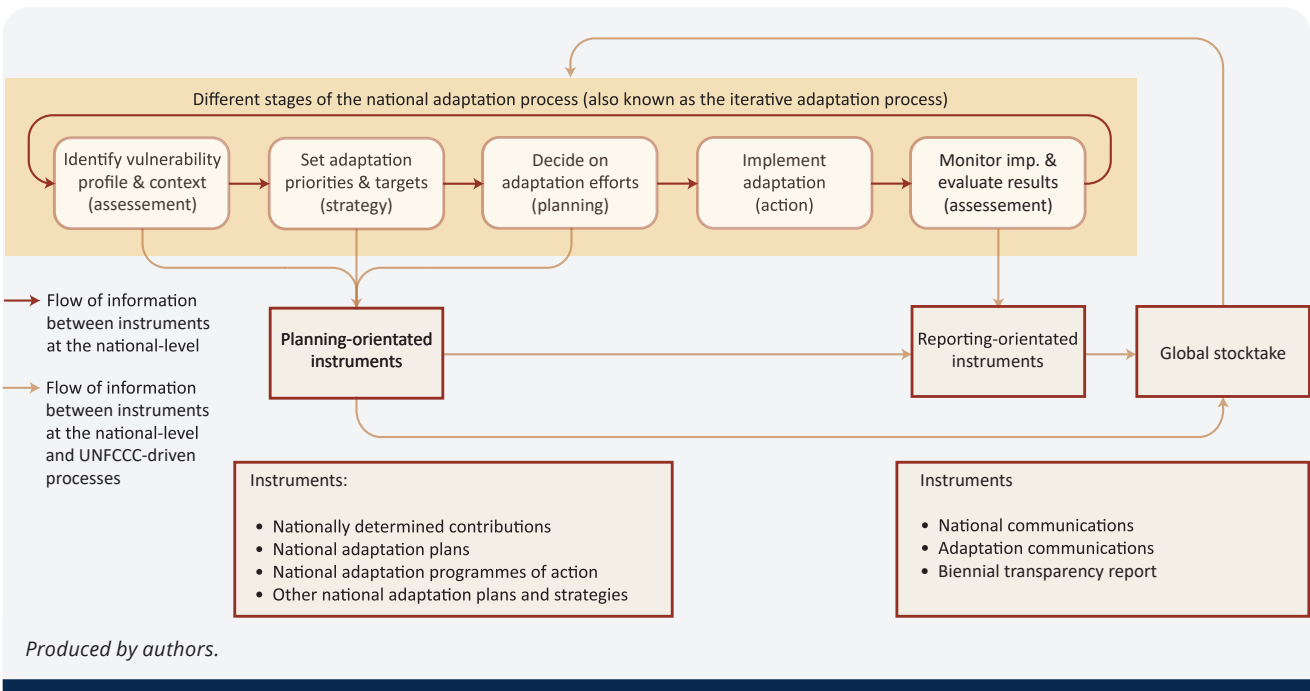 Different stages of the national adaptation process (also known as the iterative adaptation process)
Identify vulnerability
profile & context
(assessment)
Set adaptation
priorities & targets
(strategy)
Decide on
adaptation efforts
(planning)
Implement
adaptation
(action)
Monitor imp. &
evaluate results
(assessment)
Flow of information
between instruments
at the national-level
Flow of information
between instruments
at the national-level
and UNFCCC-driven
processes
Planning-orientated
instruments
Reporting-orientated
instruments
Global stocktake
Instruments:
• Nationally determined contributions
• National adaptation plans
• National adaptation programmes of action
• Other national adaptation plans and strategies
Instruments
• National communications
• Adaptation communications
• Biennial transparency report
Produced by authors.